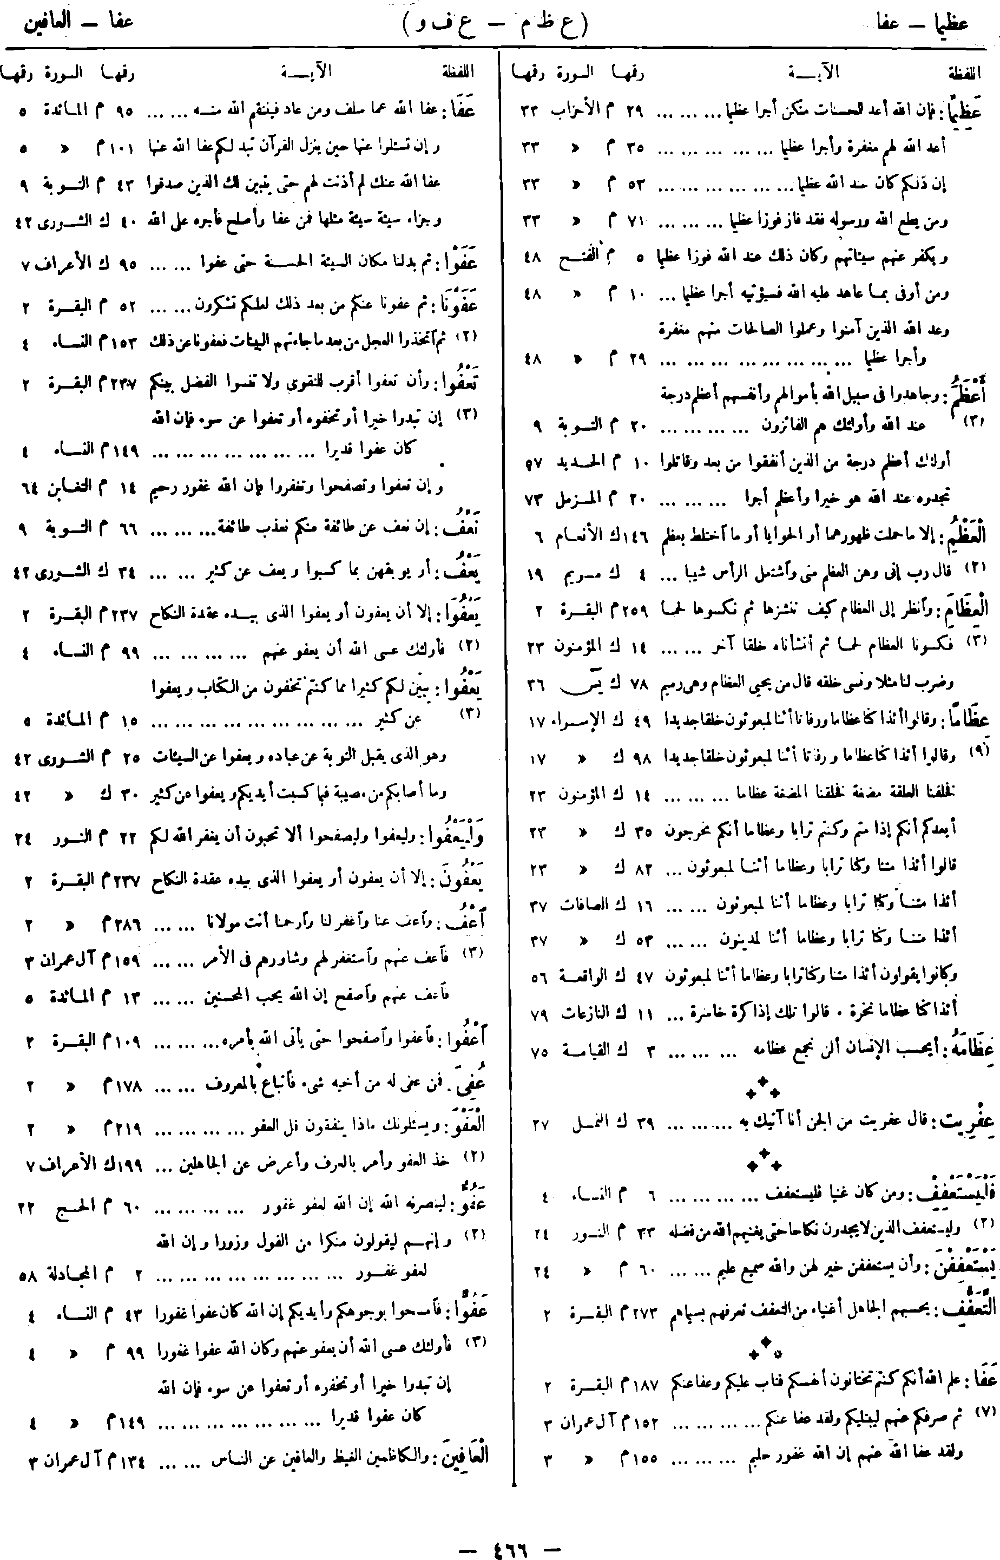 عظيما — عفا
(ع ظ م — ع ف و)
عفا — العافين
اللفظة الآيـــة رقمها السورة رقمها
عَظِيمًا: فإن الله أعد للمحسنات منكن أجرا عظيما ... ... ... ٢٩ م الأحزاب ٣٣
أعد الله لهم مغفرة وأجرا عظيما ... ... ... ... ... ٣٥ م » ٣٣
إن ذلكم كان عند الله عظيما ... ... ... ... ... ... ٥٣ م » ٣٣
ومن يطع الله ورسوله فقد فاز فوزا عظيما ... ... ... ٧١ م » ٣٣
ويكفر عنهم سيئاتهم وكان ذلك عند الله فوزا عظيما ٥ م الفتح ٤٨
ومن أوفى بما عاهد عليه الله فسيؤتيه أجرا عظيما ... ١٠ م » ٤٨
وعد الله الذين آمنوا وعملوا الصالحات منهم مغفرة
وأجرا عظيما ... ... ... ... ... ... ... ... ٢٩ م » ٤٨
أَعْظَمُ: وجاهدوا فى سبيل الله بأموالهم وأنفسهم أعظم درجة
(٣) عند الله وأولئك هم الفائزون ... ... ... ... ٢٠ م التوبة ٩
أولئك أعظم درجة من الذين أنفقوا من بعد وقاتلوا ١٠ م الحديد ٥٧
تجدوه عند الله هو خيرا وأعظم أجرا ... ... ... ٢٠ م المزمل ٧٣
الْعَظْمُ: إلا ما حملت ظهورهما أو الحوايا أو ما اختلط بعظم ١٤٦ ك الأنعام ٦
(٢) قال رب إنى وهن العظم منى واشتعل الرأس شيبا ... ٤ ك مريم ١٩
الْعِظَامَ: وانظر إلى العظام كيف ننشزها ثم نكسوها لحما ٢٥٩ م البقرة ٢
(٣) فكسونا العظام لحما ثم أنشأناه خلقا آخر ... ... ١٤ ك المؤمنون ٢٣
وضرب لنا مثلا ونسى خلقه قال من يحيي العظام وهى رميم ٧٨ ك يس ٣٦
عِظَامًا: وقالوا أئذا كنا عظاما ورفاتا أئنا لمبعوثون خلقا جديدا ٤٩ ك الإسراء ١٧
(٩) وقالوا أئذا كنا عظاما ورفاتا أئنا لمبعوثون خلقا جديدا ٩٨ ك » ١٧
فخلقنا العلقة مضغة فخلقنا المضغة عظاما ... ... ... ١٤ ك المؤمنون ٢٣
أيعدكم أنكم إذا متم وكنتم ترابا وعظاما أنكم مخرجون ٣٥ ك » ٢٣
قالوا أئذا متنا وكنا ترابا وعظاما أئنا لمبعوثون ... ٨٢ ك » ٢٣
أئذا متنا وكنا ترابا وعظاما أئنا لمبعوثون ... ... ١٦ ك الصافات ٣٧
أئذا متنا وكنا ترابا وعظاما أئنا لمدينون ... ... ٥٣ ك » ٣٧
وكانوا يقولون أئذا متنا وكنا ترابا وعظاما أئنا لمبعوثون ٤٧ ك الواقعة ٥٦
أئذا كنا عظاما نخرة ٠ قالوا تلك إذا كرة خاسرة ... ١١ ك النازعات ٧٩
عِظَامَهُ: أيحسب الإنسان ألن نجمع عظامه ... ... ... ٣ ك القيامة ٧٥
عِفْرِيت: قال عفريت من الجن أنا آتيك به ... ... ... ٣٩ ك النمل ٢٧
فَلْيَسْتَعْفِفْ: ومن كان غنيا فليستعفف ... ... ... ... ٦ م النساء ٤
(٢) وليستعفف الذين لا يجدون نكاحا حتى يغنيهم الله من فضله ٣٣ م النور ٢٤
يَسْتَعْفِفْنَ: وأن يستعففن خير لهن والله سميع عليم ... ... ٦٠ م » ٢٤
التَّعَفُّفِ: يحسبهم الجاهل أغنياء من التعفف تعرفهم بسيماهم ٢٧٣ م البقرة ٢
عَفَا: علم الله أنكم كنتم تختانون أنفسكم فتاب عليكم وعفا عنكم ١٨٧ م البقرة ٢
(٧) ثم صرفكم عنهم ليبتليكم ولقد عفا عنكم ... ... ... ... ١٥٢ م آل عمران ٣
ولقد عفا الله عنهم إن الله غفور حليم ... ... ... ١٥٥ م » ٣
اللفظة الآيـــة رقمها السورة رقمها
عَفَا: عفا الله عما سلف ومن عاد فينتقم الله منه ... ... ٩٥ م المائدة ٥
وإن تسئلوا عنها حين ينزل القرآن تبد لكم عفا الله عنها ١٠١ م » ٥
عفا الله عنك لم أذنت لهم حتى يتبين لك الذين صدقوا ٤٣ م التوبة ٩
وجزاء سيئة سيئة مثلها فمن عفا وأصلح فأجره على الله ٤٠ ك الشورى ٤٢
عَفَوْا: ثم بدلنا مكان السيئة الحسنة حتى عفوا ... ... ٩٥ ك الأعراف ٧
عَفَوْنَا: ثم عفونا عنكم من بعد ذلك لعلكم تشكرون ... ... ٥٢ م البقرة ٢
(٢) ثم اتخذوا العجل من بعد ما جاءتهم البينات فعفونا عن ذلك ١٥٣ م النساء ٤
تَعْفُوا: وأن تعفوا أقرب للتقوى ولا تنسوا الفضل بينكم ٢٣٧ م البقرة ٢
(٣) إن تبدوا خيرا أو تخفوه أو تعفوا عن سوء فإن الله
كان عفوا قديرا ... ... ... ... ... ... ... ١٤٩ م النساء ٤
وإن تعفوا وتصفحوا وتغفروا فإن الله غفور رحيم ١٤ م التغابن ٦٤
نَعْفُ: إن نعف عن طائفة منكم نعذب طائفة ... ... ... ٦٦ م التوبة ٩
يَعْفُ: أو يوبقهن بما كسبوا ويعف عن كثير ... ... ٣٤ ك الشورى ٤٢
يَعْفُوَا: إلا أن يعفون أو يعفوا الذى بيده عقدة النكاح ٢٣٧ م البقرة ٢
(٢) فأولئك عسى الله أن يعفو عنهم ... ... ... ... ٩٩ م النساء ٤
يَعْفُوا: يبين لكم كثيرا مما كنتم تخفون من الكتاب ويعفوا
(٣) عن كثير ... ... ... ... ... ... ... ... ١٥ م المائدة ٥
وهو الذى يقبل التوبة عن عباده ويعفوا عن السيئات ٢٥ م الشورى ٤٢
وما أصابكم من مصيبة فبما كسبت أيديكم ويعفوا عن كثير ٣٠ ك » ٤٢
وَلْيَعْفُوا: وليعفوا وليصفحوا ألا تحبون أن يغفر الله لكم ٢٢ م النور ٢٤
يَعْفُونَ: إلا أن يعفون أو يعفوا الذى بيده عقدة النكاح ٢٣٧ م البقرة ٢
اَعْفُ: واعف عنا واغفر لنا وارحمنا أنت مولانا ... ... ٢٨٦ م » ٢
(٣) فاعف عنهم واستغفر لهم وشاورهم فى الأمر ... ... ١٥٩ م آل عمران ٣
فاعف عنهم واصفح إن الله يحب المحسنين ... ... ١٣ م المائدة ٥
اَعْفُوا: فاعفوا واصفحوا حتى يأتى الله بأمره ... ... ... ١٠٩ م البقرة ٢
عُفِىَ: فمن عفى له من أخيه شىء فاتباع بالمعروف ... ... ١٧٨ م » ٢
الْعَفْوَ: ويسئلونك ماذا ينفقون قل العفو ... ... ... ... ٢١٩ م » ٢
(٢) خذ العفو وأمر بالعرف وأعرض عن الجاهلين ... ١٩٩ ك الأعراف ٧
عَفُوٌّ: لينصرنه الله إن الله لعفو غفور ... ... ... ... ٦٠ م الحج ٢٢
(٢) وإنهم ليقولون منكرا من القول وزورا وإن الله
لعفو غفور ... ... ... ... ... ... ... ... ٢ م المجادلة ٥٨
عَفُوًّا: فامسحوا بوجوهكم وأيديكم إن الله كان عفوا غفورا ٤٣ م النساء ٤
(٣) فأولئك عسى الله أن يعفو عنهم وكان الله عفوا غفورا ٩٩ م » ٤
إن تبدوا خيرا أو تخفوه أو تعفوا عن سوء فإن الله
كان عفوا قديرا ... ... ... ... ... ... ... ١٤٩ م » ٤
الْعَافِينَ: والكاظمين الغيظ والعافين عن الناس ... ... ١٣٤ م آل عمران ٣
— ٤٦٦ —